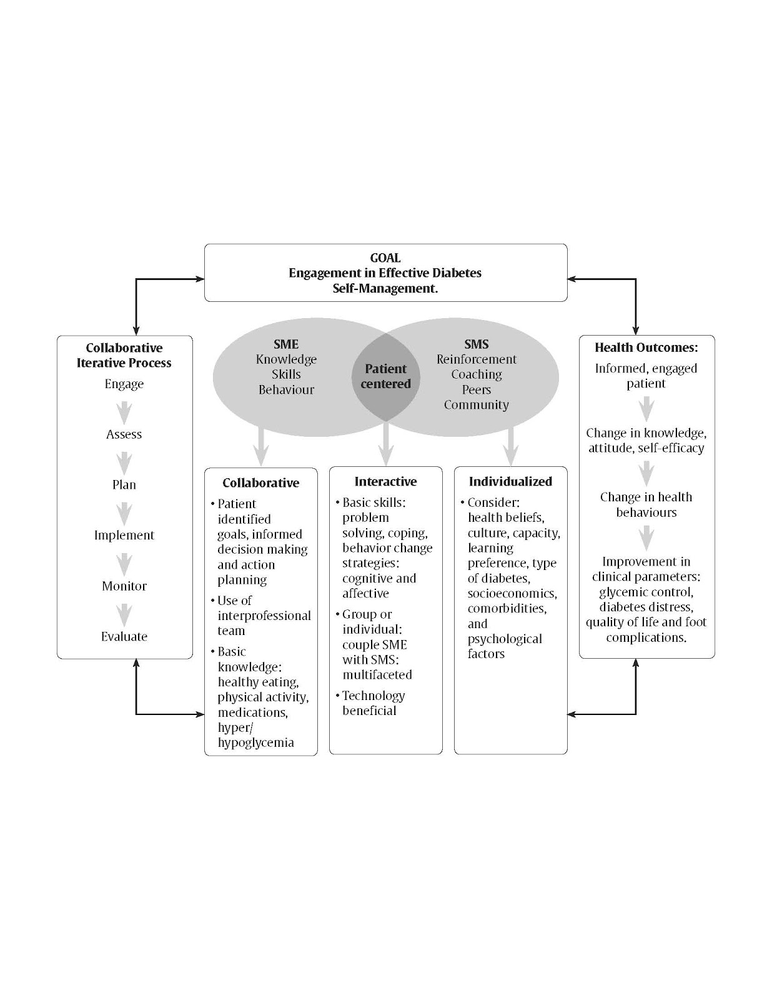 GOAL
Engagement in Effective Diabetes
Self-Management.
Collaborative
Iterative Process
Engage
Assess
Plan
Implement
Monitor
Evaluate
SME
Knowledge
Skills
Behaviour
Patient
centered
SMS
Reinforcement
Coaching
Peers
Community
Collaborative
• Patient
identified
goals, informed
decision making
and action
planning
• Use of
interprofessional
team
• Basic
knowledge:
healthy eating,
physical activity,
medications,
hyper/
hypoglycemia
Interactive
• Basic skills:
problem
solving, coping,
behavior change
strategies:
cognitive and
affective
• Group or
individual:
couple SME
with SMS:
multifaceted
• Technology
beneficial
Individualized
• Consider:
health beliefs,
culture, capacity,
learning
preference, type
of diabetes,
socioeconomics,
comorbidities,
and
psychological
factors
Health Outcomes:
Informed, engaged
patient
Change in knowledge,
attitude, self-efficacy
Change in health
behaviours
Improvement in
clinical parameters:
glycemic control,
diabetes distress,
quality of life and foot
complications.